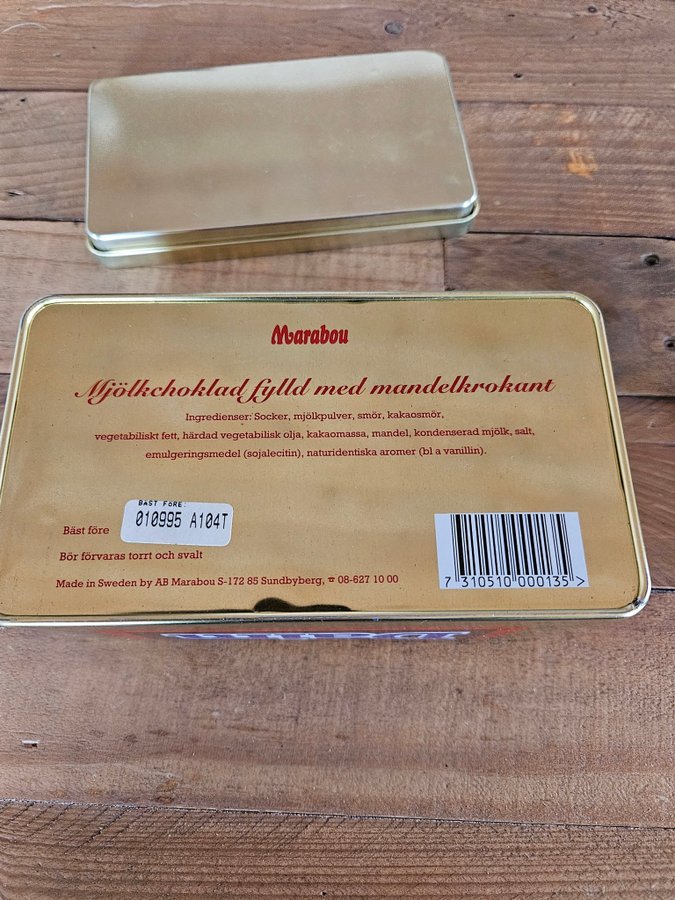 Marabou
Mjölkchoklad fylld med mandelkrokant
Ingredienser: Socker, mjölkpulver, smör, kakaosmör,
vegetabiliskt fett, härdad vegetabilisk olja, kakaomassa, mandel, kondenserad mjölk, salt,
emulgeringsmedel (sojalecitin), naturidentiska aromer (bl a vanillin).
BÄST FÖRE:
Bäst före 010995 A104T
Bör förvaras torrt och svalt
Made in Sweden by AB Marabou S-172 85 Sundbyberg, ☎ 08-627 10 00
7 310510 000135 >